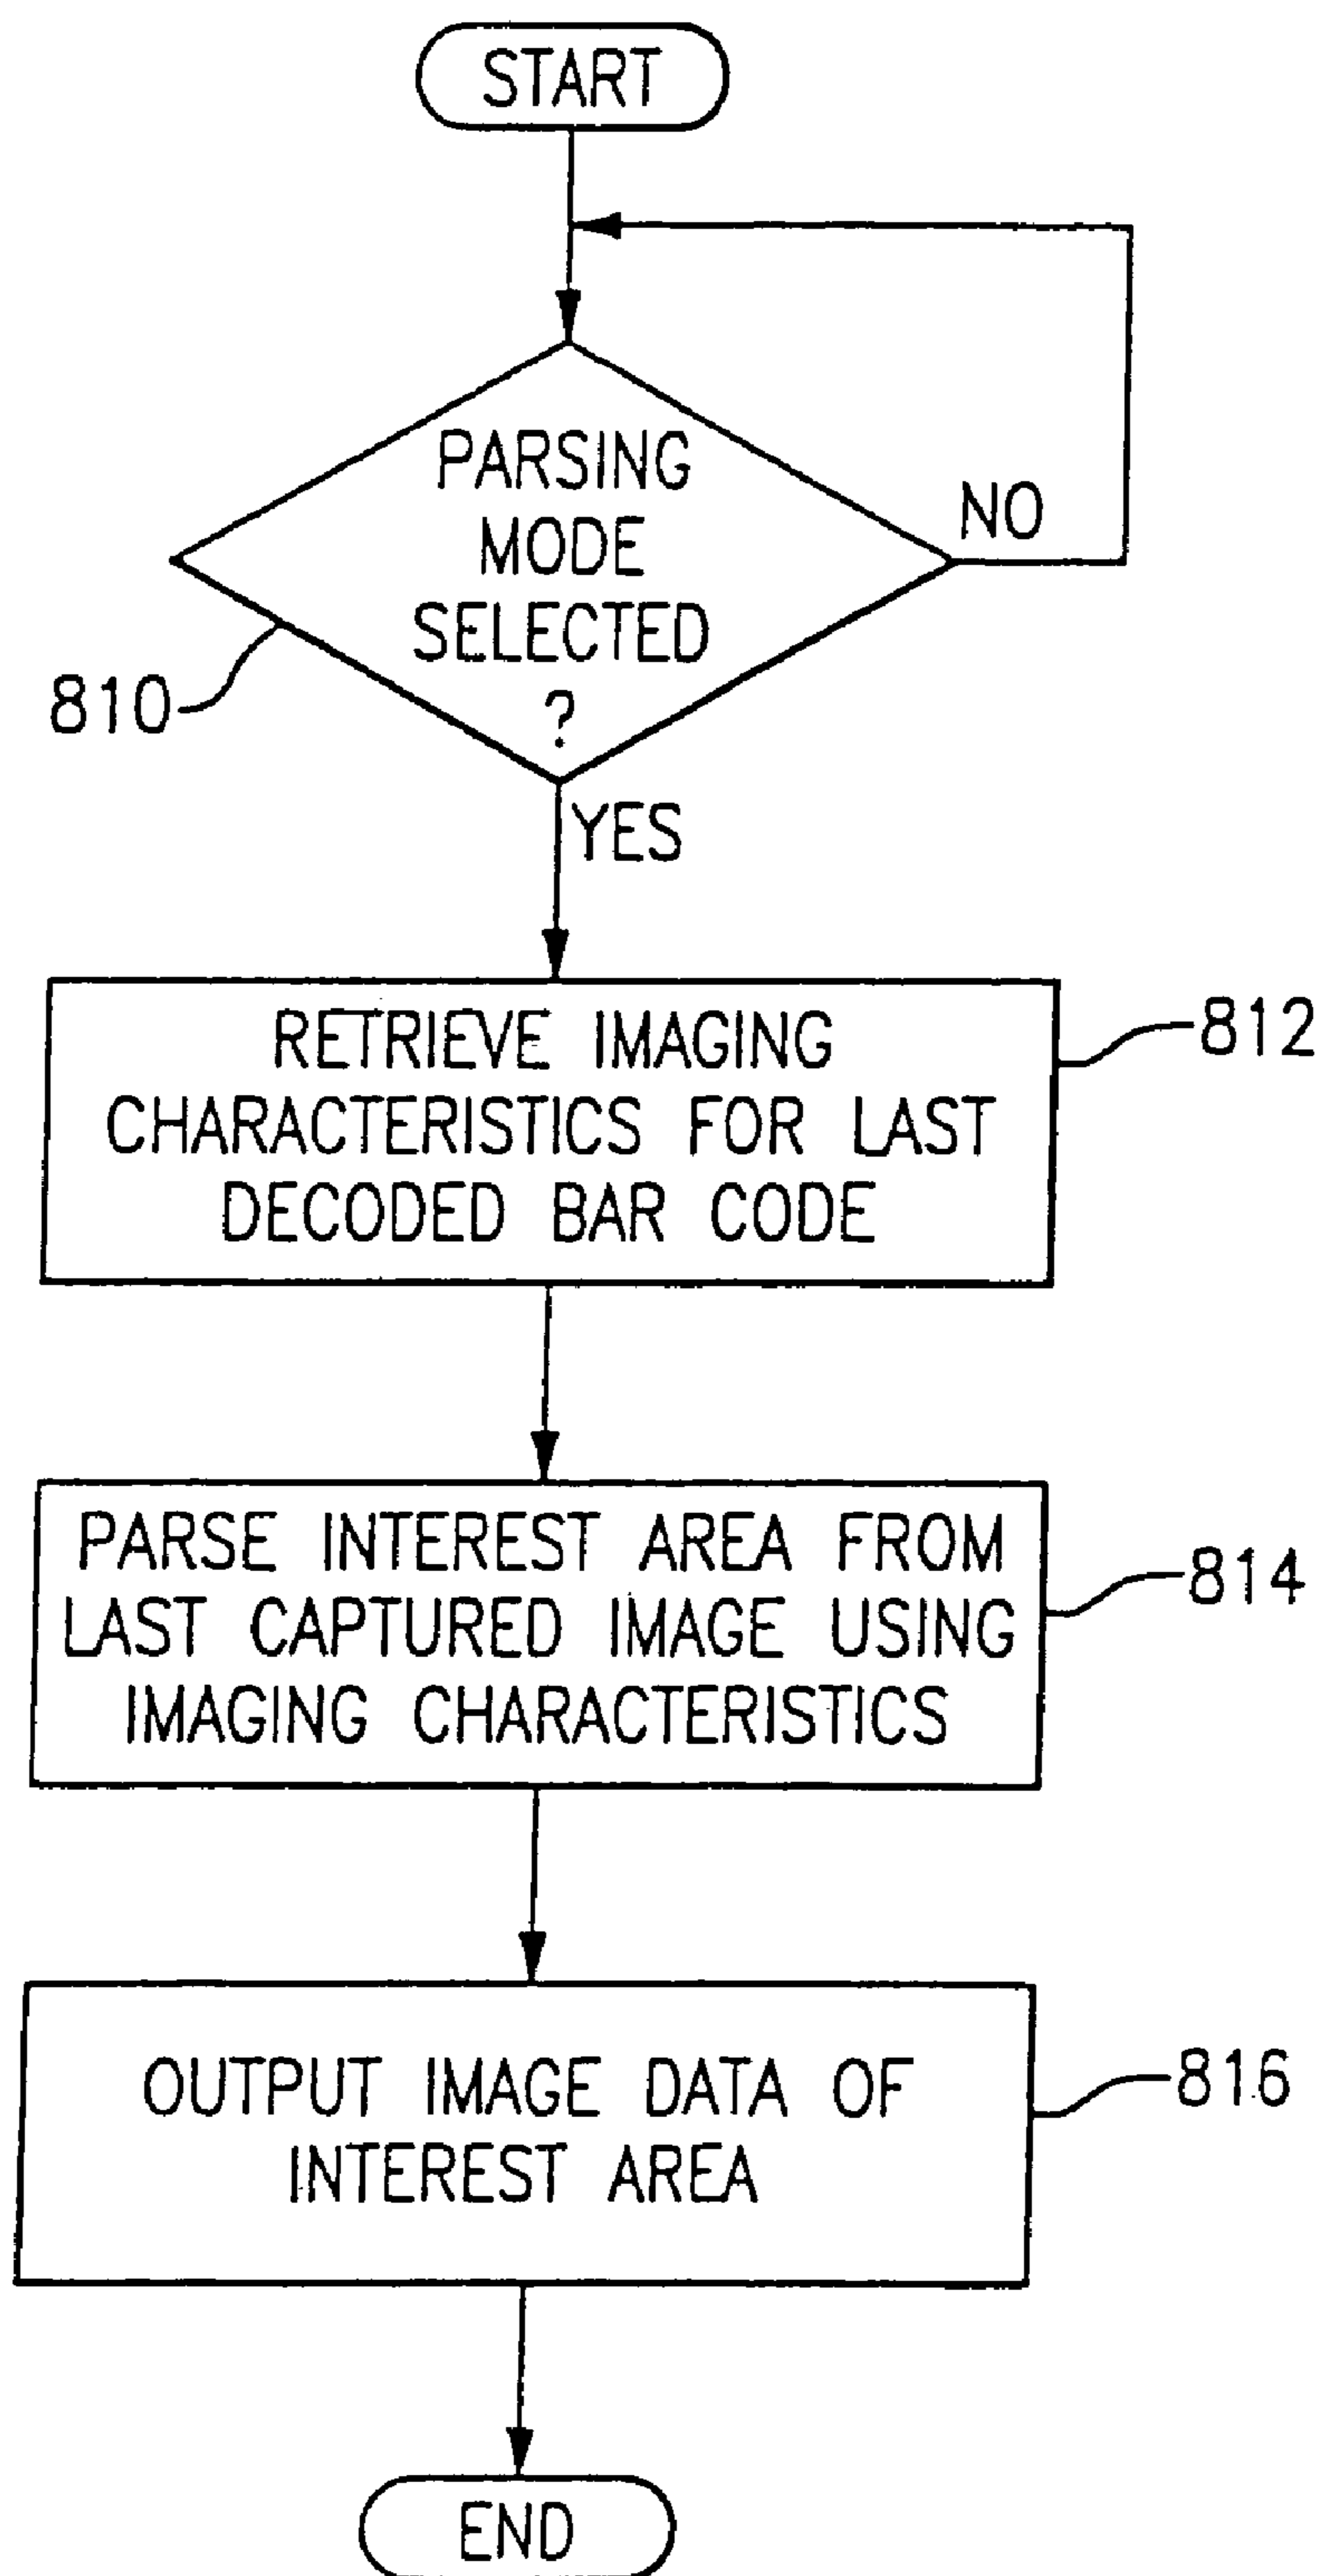 START
PARSING
MODE
SELECTED
?
NO
810
YES
RETRIEVE IMAGING
CHARACTERISTICS FOR LAST
DECODED BAR CODE
812
PARSE INTEREST AREA FROM
LAST CAPTURED IMAGE USING
IMAGING CHARACTERISTICS
814
OUTPUT IMAGE DATA OF
INTEREST AREA
816
END